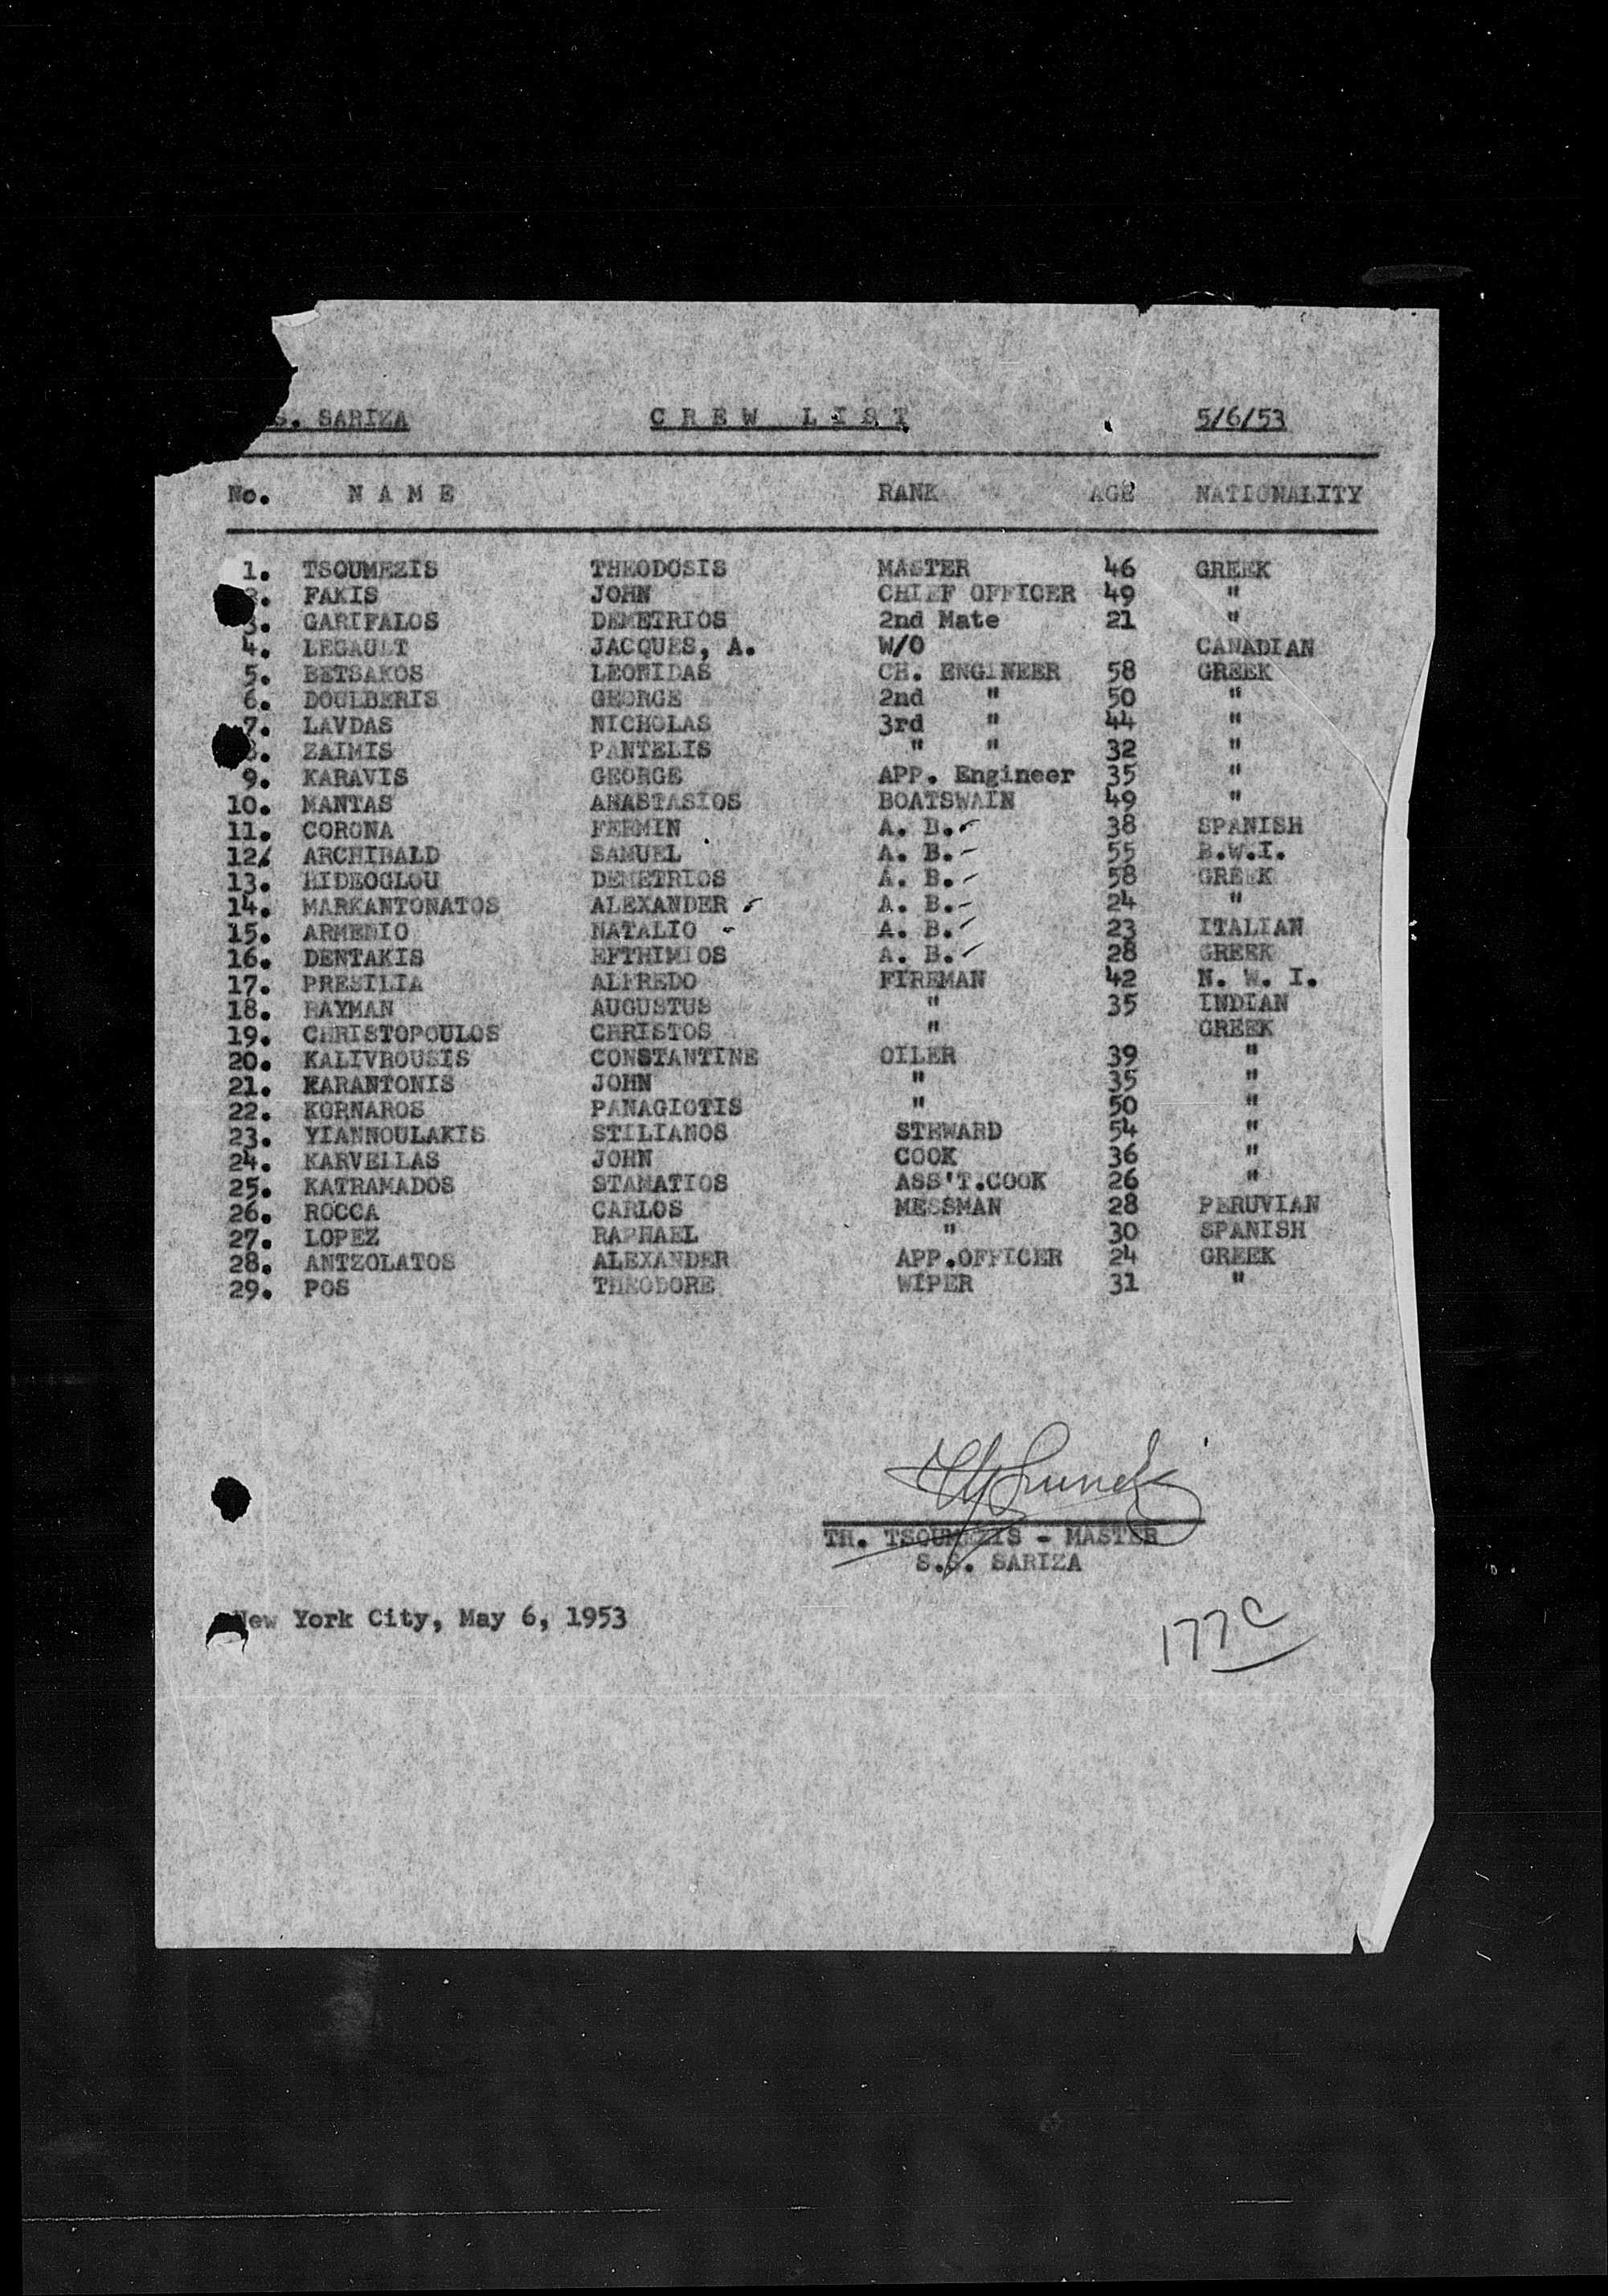 S. SARIZA C R E W L I S T 5/6/53
No. N A M E RANK AGE NATIONALITY
1. TSOUMEZIS THEODOSIS MASTER 46 GREEK
2. FAKIS JOHN CHIEF OFFICER 49 "
3. GARIFALOS DEMETRIOS 2nd Mate 21 "
4. LEGAULT JACQUES, A. W/O CANADIAN
5. BETSAKOS LEONIDAS CH. ENGINEER 58 GREEK
6. DOULBERIS GEORGE 2nd " 50 "
7. LAVDAS NICHOLAS 3rd " 44 "
8. ZAIMIS PANTELIS " " 32 "
9. KARAVIS GEORGE APP. Engineer 35 "
10. MANTAS ANASTASIOS BOATSWAIN 49 "
11. CORONA FERMIN A. B. 38 SPANISH
12. ARCHIBALD SAMUEL A. B. 55 B.W.I.
13. HIDEOGLOU DEMETRIOS A. B. 58 GREEK
14. MARKANTONATOS ALEXANDER A. B. 24 "
15. ARMENIO NATALIO A. B. 23 ITALIAN
16. DENTAKIS EFTHIMIOS A. B. 28 GREEK
17. PRESILIA ALFREDO FIREMAN 42 N. W. I.
18. RAYMAN AUGUSTUS " 35 INDIAN
19. CHRISTOPOULOS CHRISTOS " GREEK
20. KALIVROUSIS CONSTANTINE OILER 39 "
21. KARANTONIS JOHN " 35 "
22. KORNAROS PANAGIOTIS " 50 "
23. YIANNOULAKIS STILIANOS STEWARD 54 "
24. KARVELLAS JOHN COOK 36 "
25. KATRAMADOS STAMATIOS ASS'T.COOK 26 "
26. ROCCA CARLOS MESSMAN 28 PERUVIAN
27. LOPEZ RAPHAEL " 30 SPANISH
28. ANTZOLATOS ALEXANDER APP.OFFICER 24 GREEK
29. POS THEODORE WIPER 31 "
TH. TSOUMEZIS - MASTER
S.S. SARIZA
New York City, May 6, 1953
177C